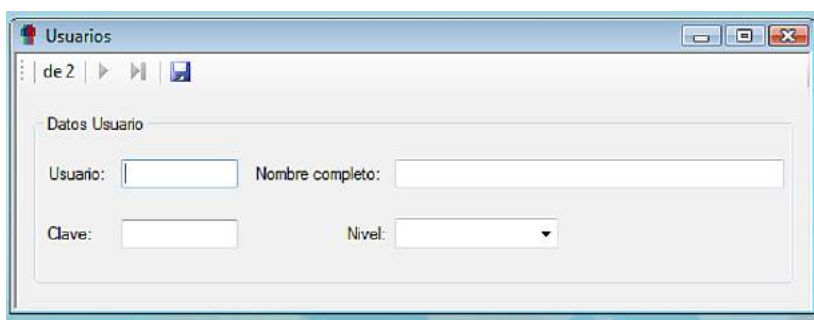 Usuarios
de 2
Datos Usuario
Usuario: Nombre completo:
Clave: Nivel: